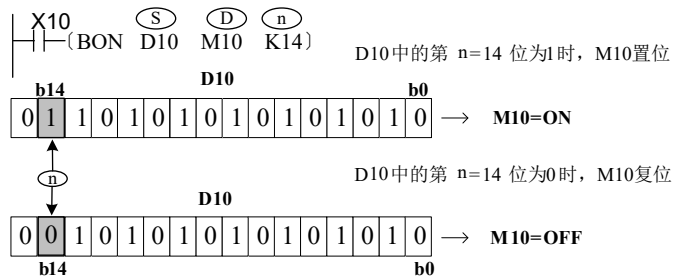 X10 S D n
BON D10 M10 K14
D10中的第 n=14 位为1时，M10置位
D10
b14 b0
0 1 1 0 1 0 1 0 1 0 1 0 1 0 1 0 → M10=ON
n
D10中的第 n=14 位为0时，M10复位
D10
0 0 1 0 1 0 1 0 1 0 1 0 1 0 1 0 → M10=OFF
b14 b0